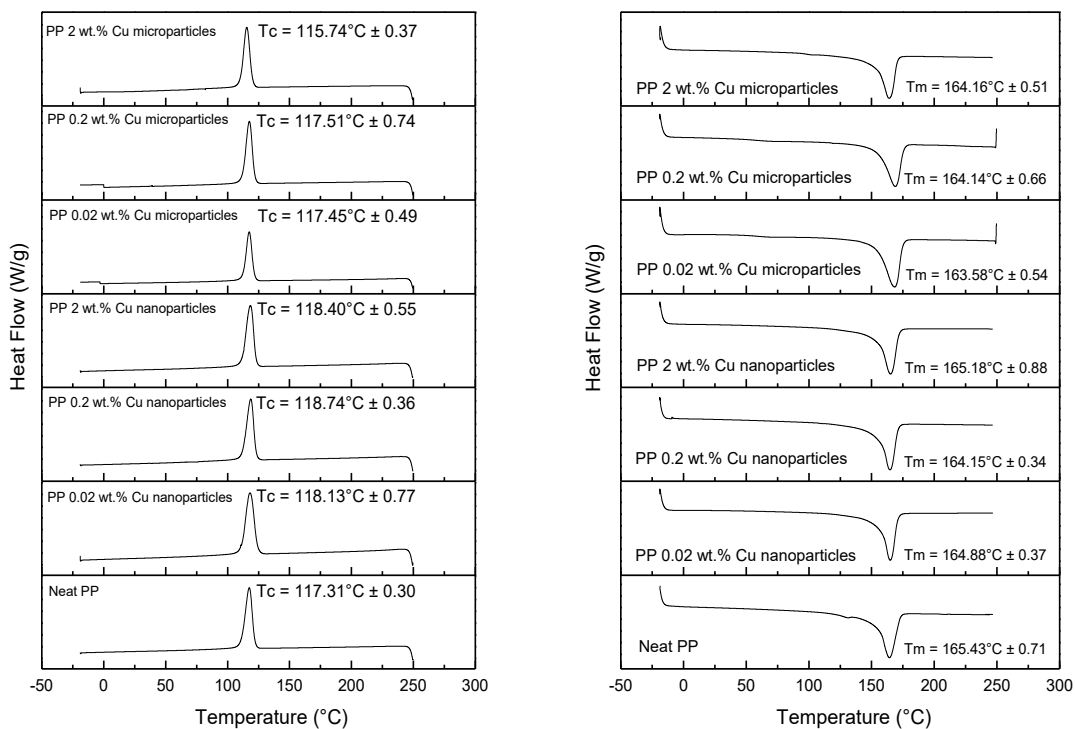 PP 2 wt.% Cu microparticles
Tc = 115.74°C ± 0.37
PP 0.2 wt.% Cu microparticles
Tc = 117.51°C ± 0.74
PP 0.02 wt.% Cu microparticles
Tc = 117.45°C ± 0.49
PP 2 wt.% Cu nanoparticles
Tc = 118.40°C ± 0.55
PP 0.2 wt.% Cu nanoparticles
Tc = 118.74°C ± 0.36
PP 0.02 wt.% Cu nanoparticles
Tc = 118.13°C ± 0.77
Neat PP
Tc = 117.31°C ± 0.30
Heat Flow (W/g)
-50 0 50 100 150 200 250 300
Temperature (°C)
PP 2 wt.% Cu microparticles
Tm = 164.16°C ± 0.51
PP 0.2 wt.% Cu microparticles
Tm = 164.14°C ± 0.66
PP 0.02 wt.% Cu microparticles
Tm = 163.58°C ± 0.54
PP 2 wt.% Cu nanoparticles
Tm = 165.18°C ± 0.88
PP 0.2 wt.% Cu nanoparticles
Tm = 164.15°C ± 0.34
PP 0.02 wt.% Cu nanoparticles
Tm = 164.88°C ± 0.37
Neat PP
Tm = 165.43°C ± 0.71
Heat Flow (W/g)
-50 0 50 100 150 200 250 300
Temperature (°C)